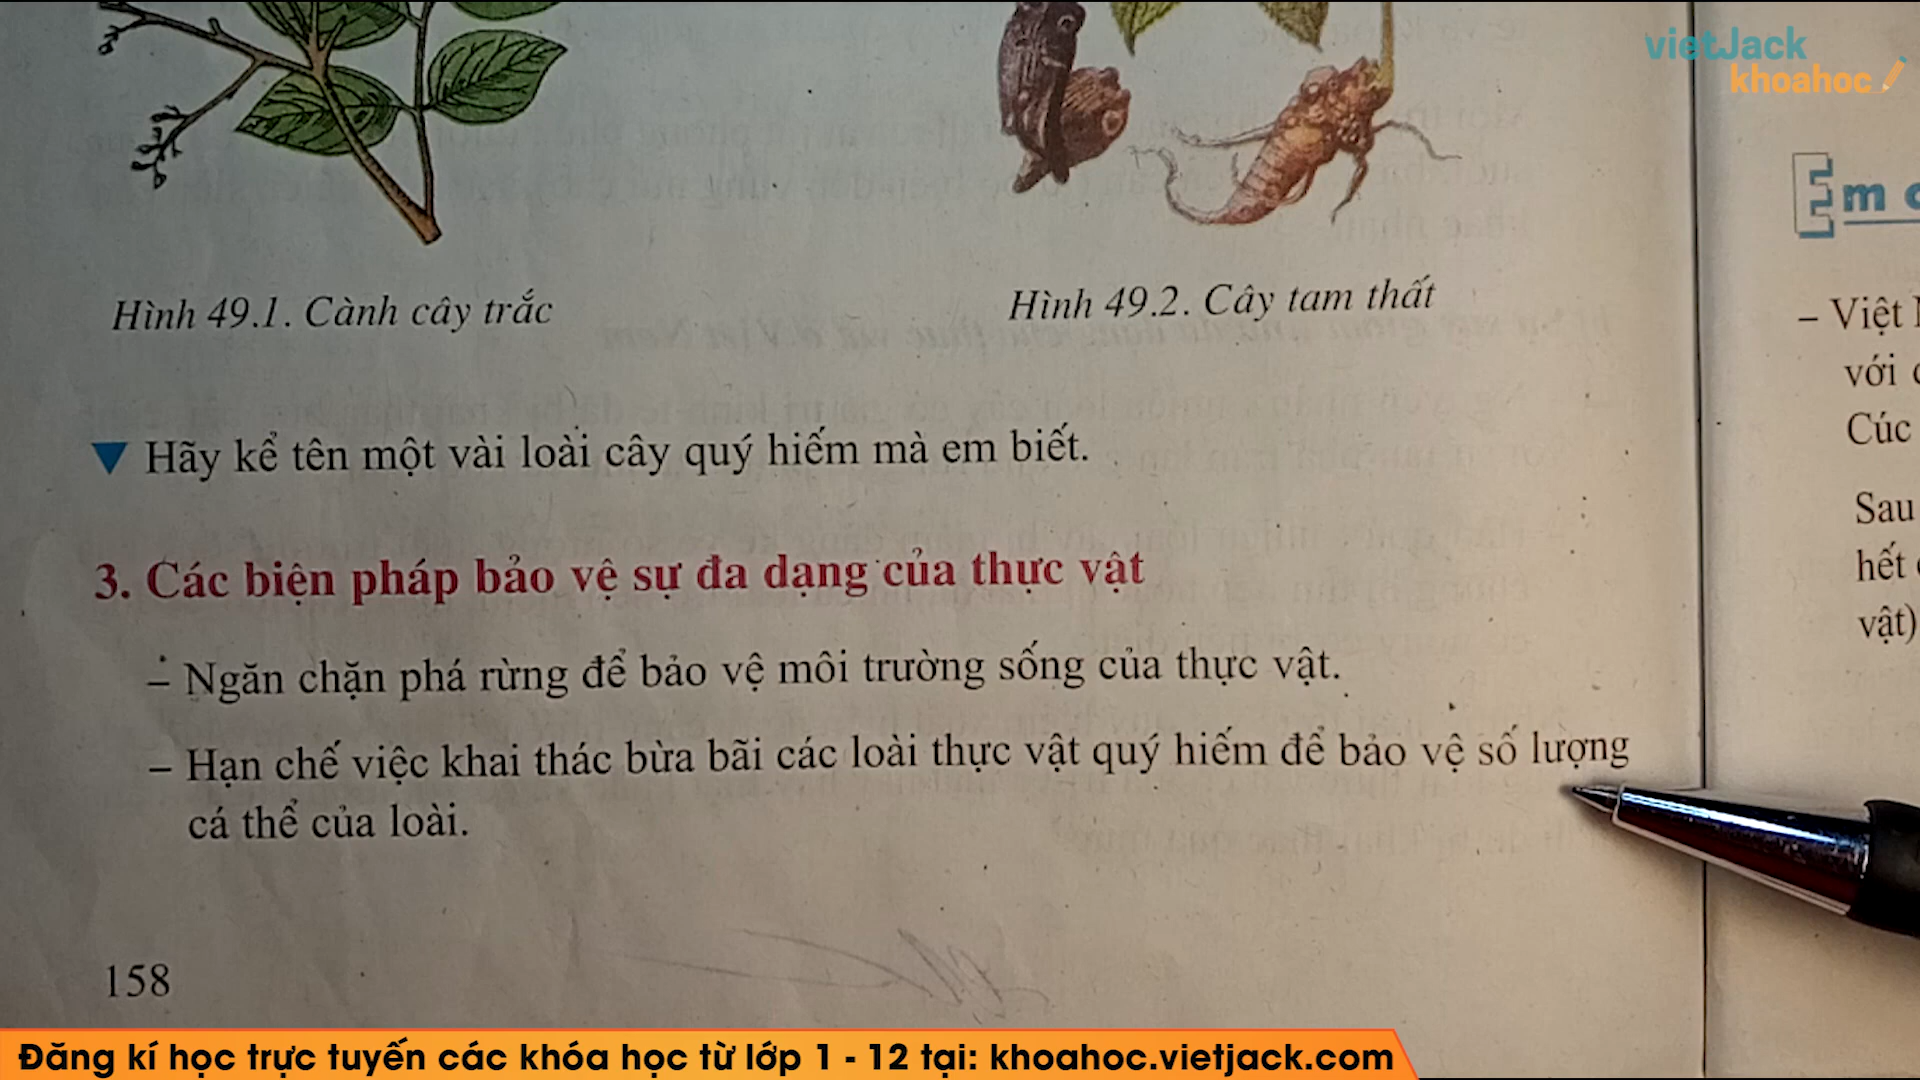 vietJack
khoahoc
Hình 49.1. Cành cây trắc
Hình 49.2. Cây tam thất
Hãy kể tên một vài loài cây quý hiếm mà em biết.
3. Các biện pháp bảo vệ sự đa dạng của thực vật
– Ngăn chặn phá rừng để bảo vệ môi trường sống của thực vật.
– Hạn chế việc khai thác bừa bãi các loài thực vật quý hiếm để bảo vệ số lượng
cá thể của loài.
158
Em
– Việt
với
Cúc
Sau
hết
vật)
Đăng kí học trực tuyến các khóa học từ lớp 1 - 12 tại: khoahoc.vietjack.com